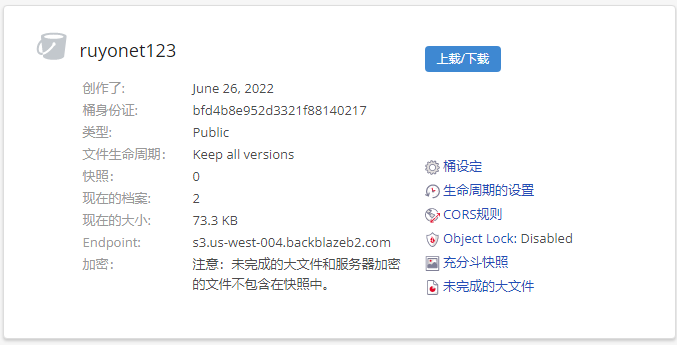 ruyonet123
上载/下载
创作了: June 26, 2022
桶身份证: bfd4b8e952d3321f88140217
类型: Public
文件生命周期: Keep all versions
快照: 0
现在的档案: 2
现在的大小: 73.3 KB
Endpoint: s3.us-west-004.backblazeb2.com
加密: 注意：未完成的大文件和服务器加密
的文件不包含在快照中。
桶设定
生命周期的设置
CORS规则
Object Lock: Disabled
充分斗快照
未完成的大文件